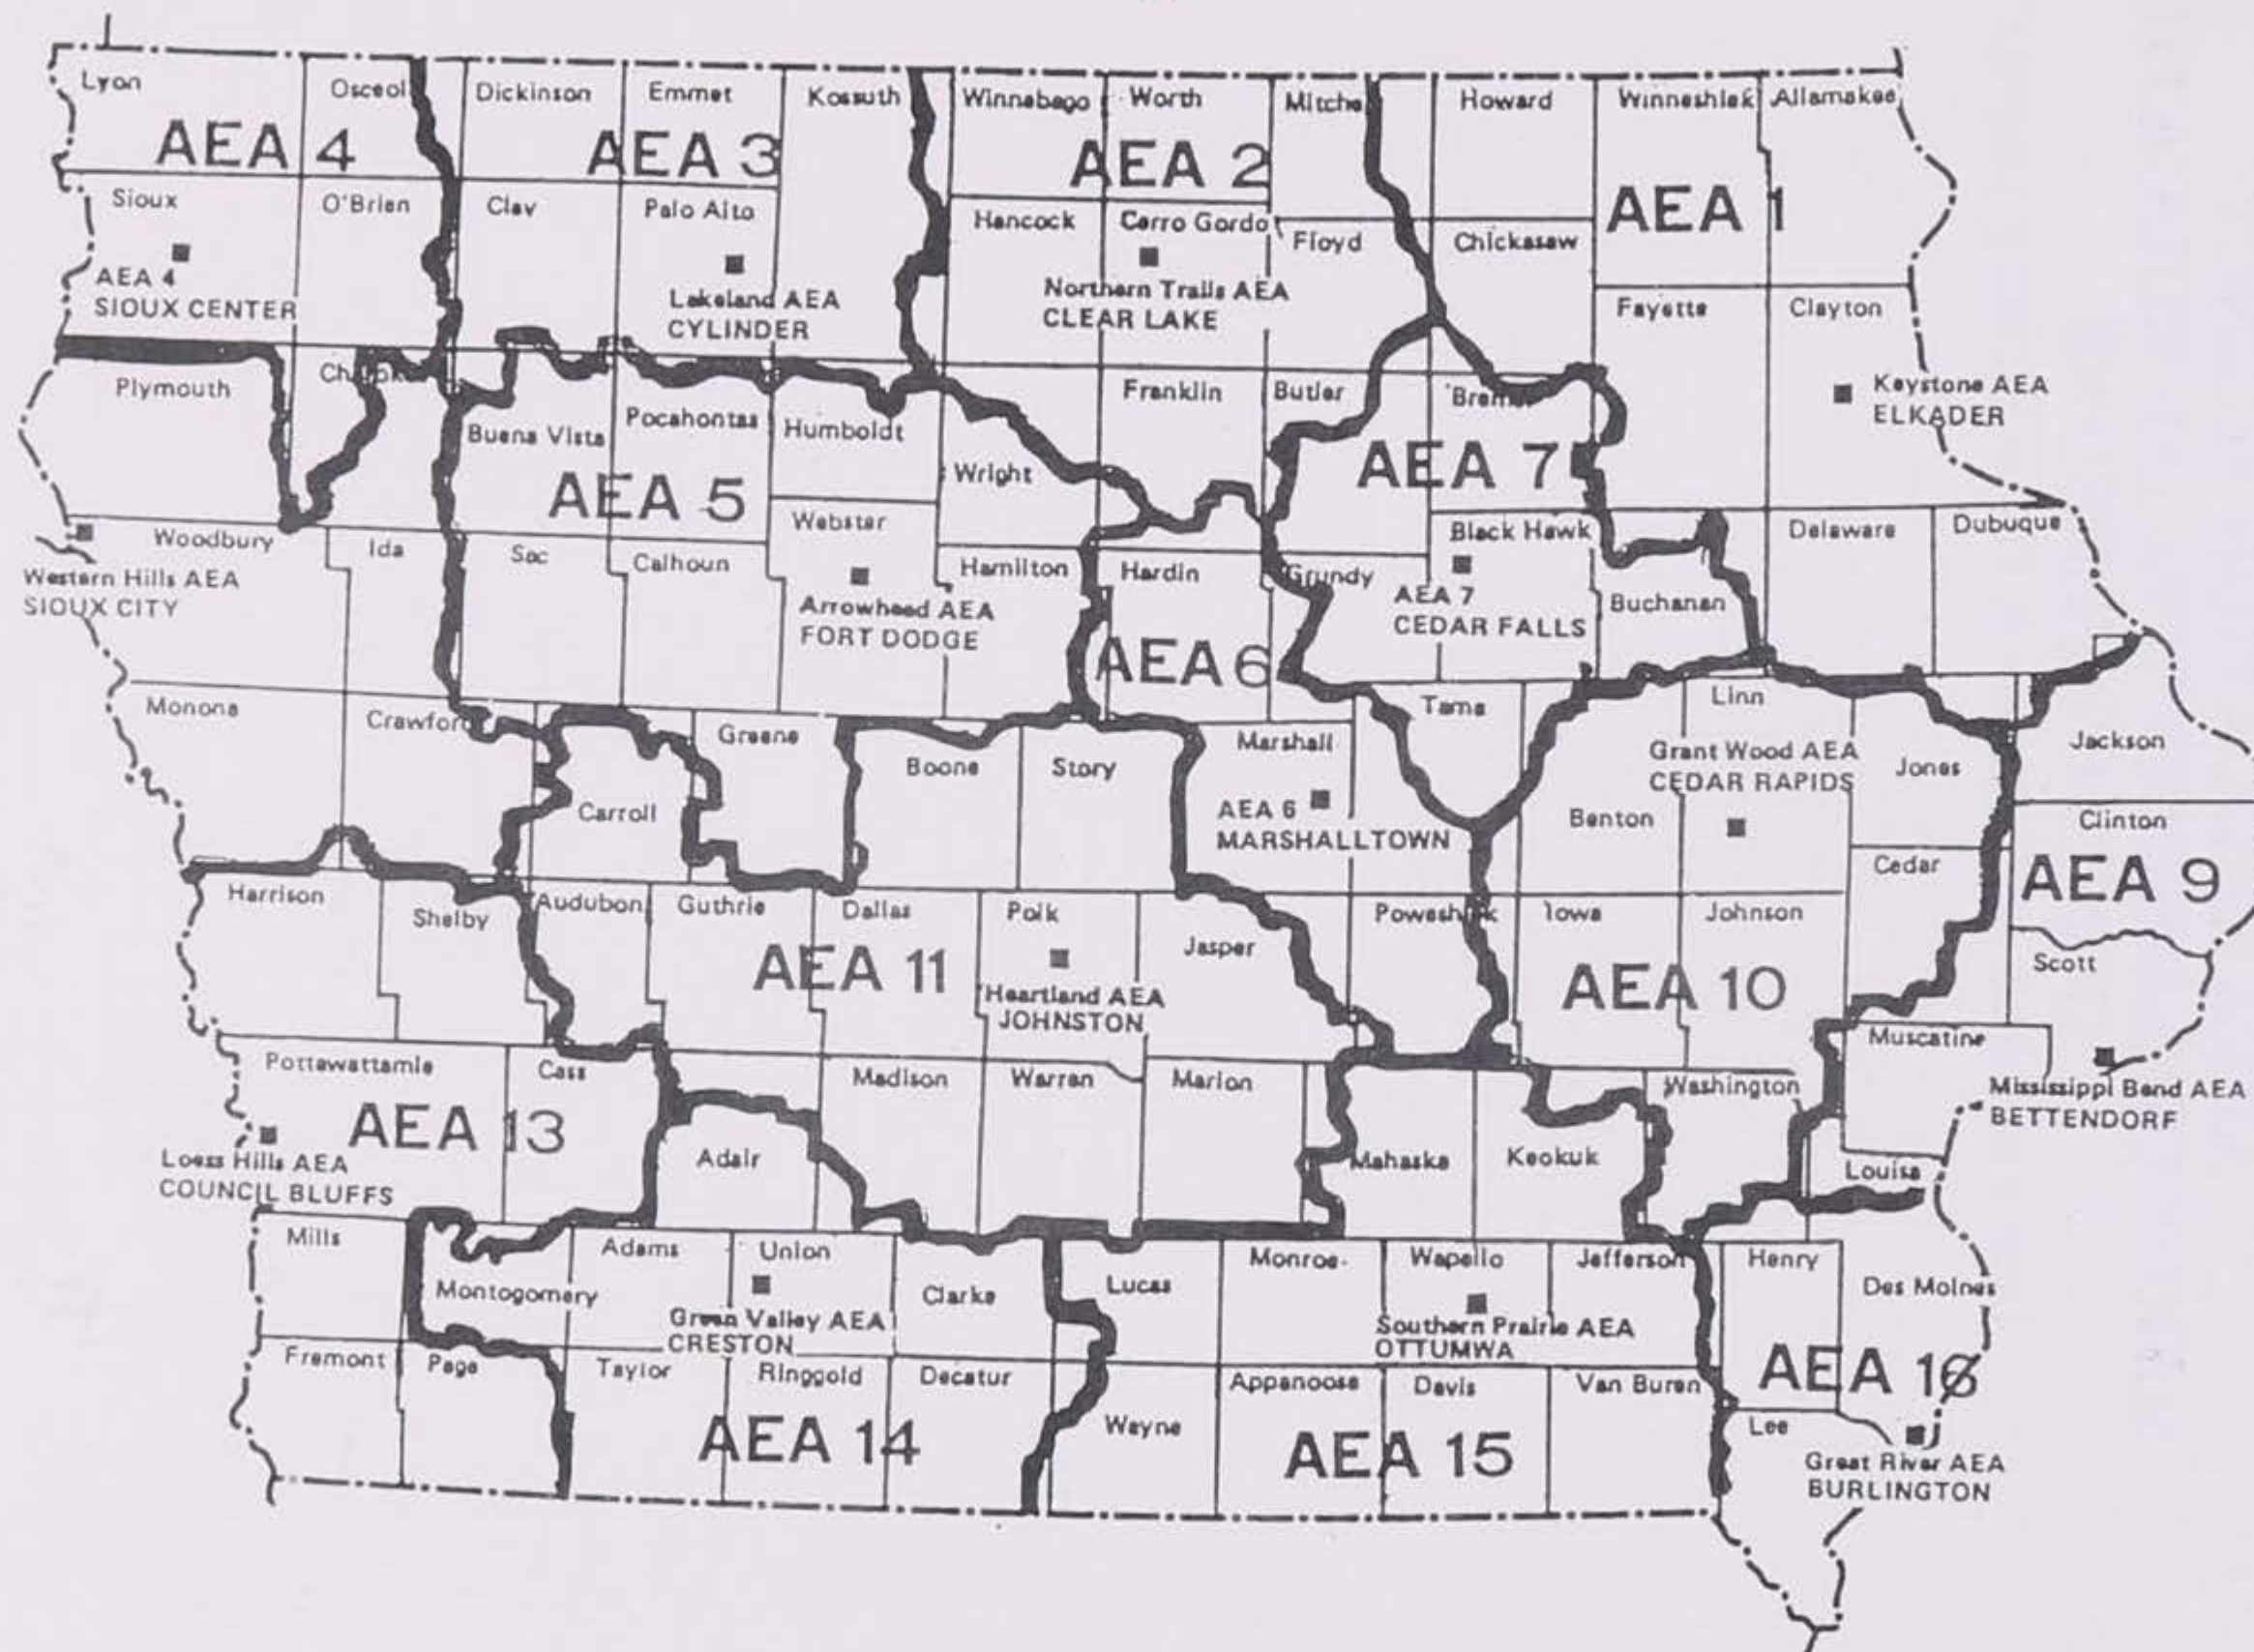 Lyon
Osceol
Dickinson
Emmet
Kossuth
Winnebago
Worth
Mitche
Howard
Winneshiek
Allamakee
AEA 4
AEA 3
AEA 2
AEA 1
Sioux
O'Brien
Clay
Palo Alto
Hancock
Cerro Gordo
Floyd
Chickasaw
AEA 4
SIOUX CENTER
Lakeland AEA
CYLINDER
Northern Trails AEA
CLEAR LAKE
Fayette
Clayton
Plymouth
Buena Vista
Pocahontas
Humboldt
Wright
Franklin
Butler
Keystone AEA
ELKADER
AEA 5
AEA 7
Woodbury
Ida
Sac
Calhoun
Webster
Hamilton
Hardin
Grundy
Black Hawk
Buchanan
Delaware
Dubuque
Western Hills AEA
SIOUX CITY
Arrowhead AEA
FORT DODGE
AEA 7
CEDAR FALLS
AEA 6
Monona
Crawford
Carroll
Greene
Boone
Story
Marshall
Tama
Benton
Linn
Jones
Jackson
AEA 6
MARSHALLTOWN
Grant Wood AEA
CEDAR RAPIDS
Clinton
Cedar
AEA 9
Harrison
Shelby
Audubon
Guthrie
Dallas
Polk
Jasper
Poweshiek
Iowa
Johnson
Scott
AEA 11
Heartland AEA
JOHNSTON
AEA 10
Pottawattamie
Cass
Adair
Madison
Warren
Marion
Mahaska
Keokuk
Washington
Muscatine
Louisa
Mississippi Bend AEA
BETTENDORF
AEA 13
Loess Hills AEA
COUNCIL BLUFFS
Mills
Montogomery
Adams
Union
Clarke
Lucas
Monroe
Wapello
Jefferson
Henry
Des Moines
Green Valley AEA
CRESTON
Southern Prairie AEA
OTTUMWA
Fremont
Page
Taylor
Ringgold
Decatur
Wayne
Appanoose
Davis
Van Buren
Lee
AEA 14
AEA 15
AEA 16
Great River AEA
BURLINGTON